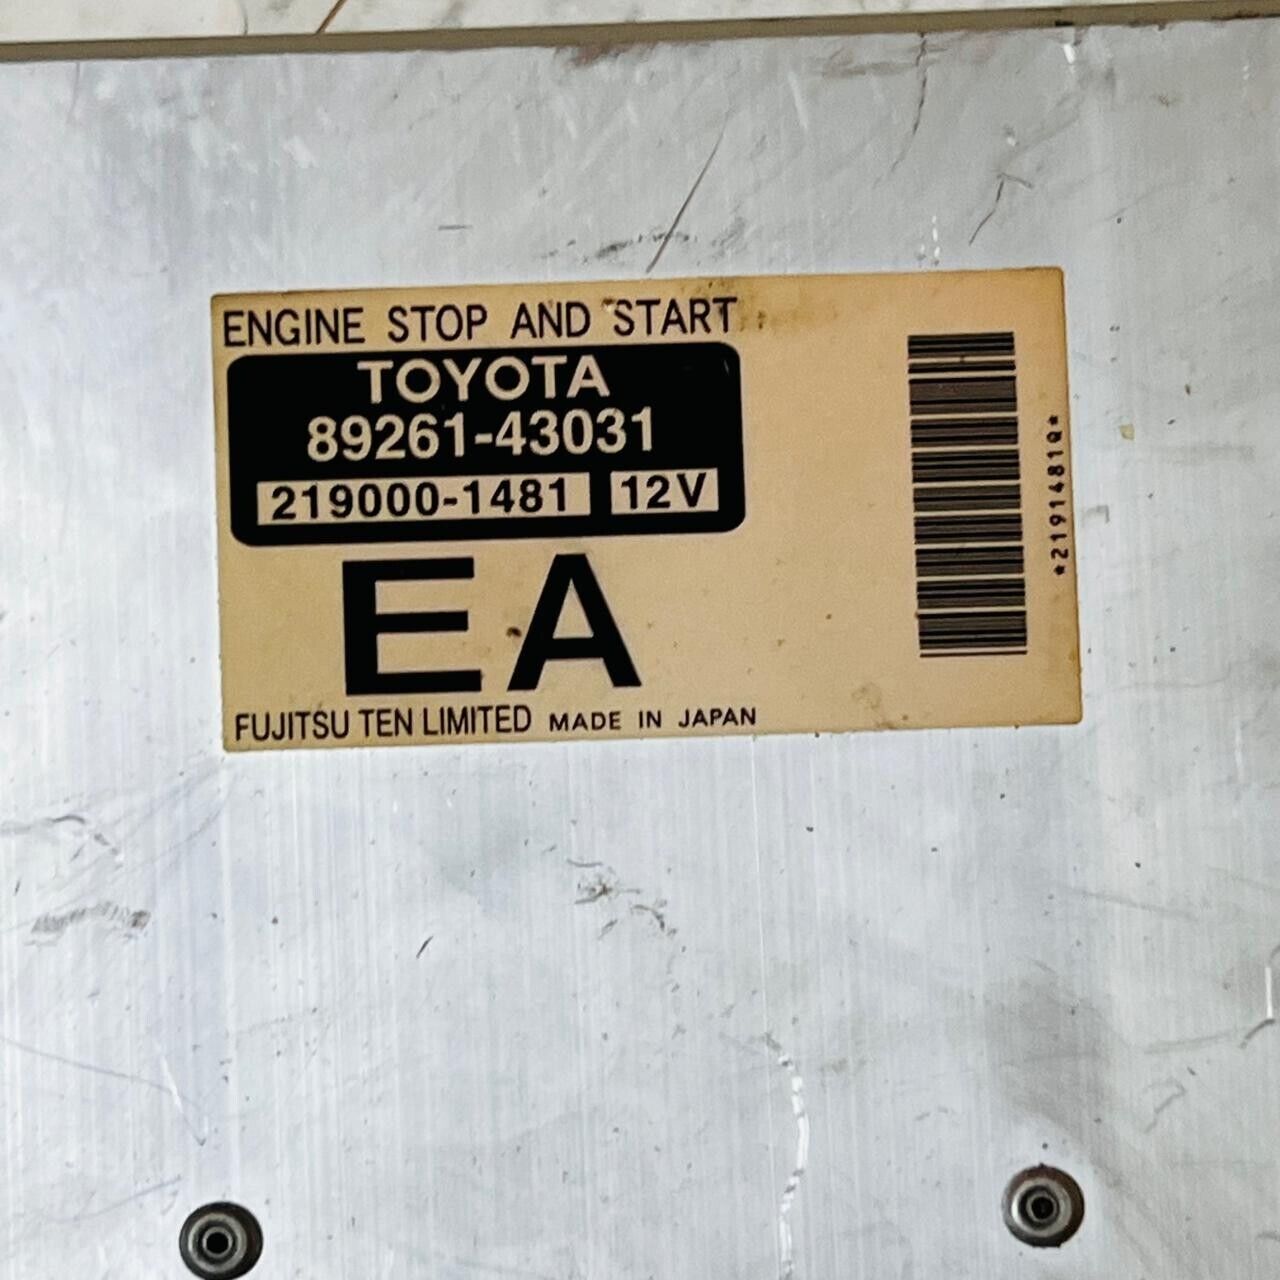 ENGINE STOP AND START
TOYOTA
89261-43031
219000-1481 12V
EA
FUJITSU TEN LIMITED MADE IN JAPAN
*2191481Q*